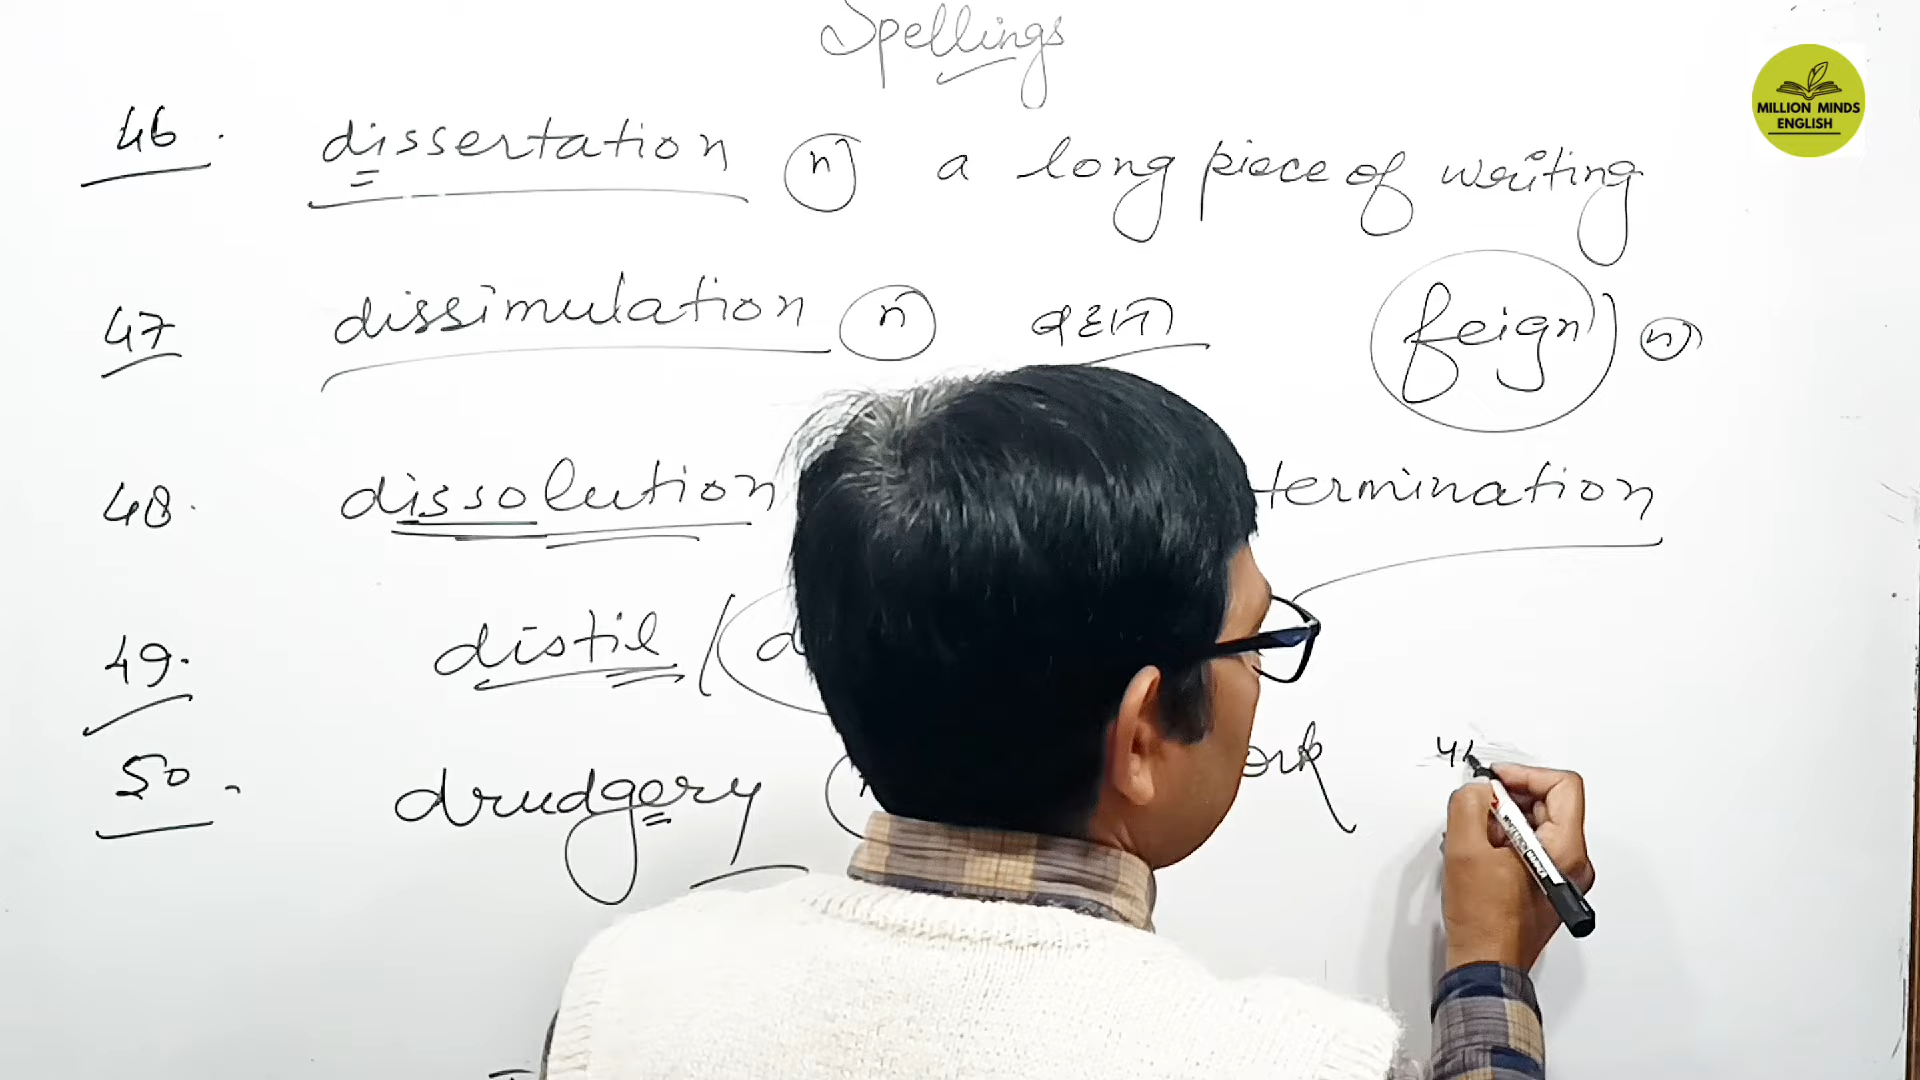 Spellings
MILLION MINDS
ENGLISH
46. dissertation (n) a long piece of writing
47 dissimulation (n) बहाना feign (n)
48. dissolution termination
49. distil / (d
50. drudgery (